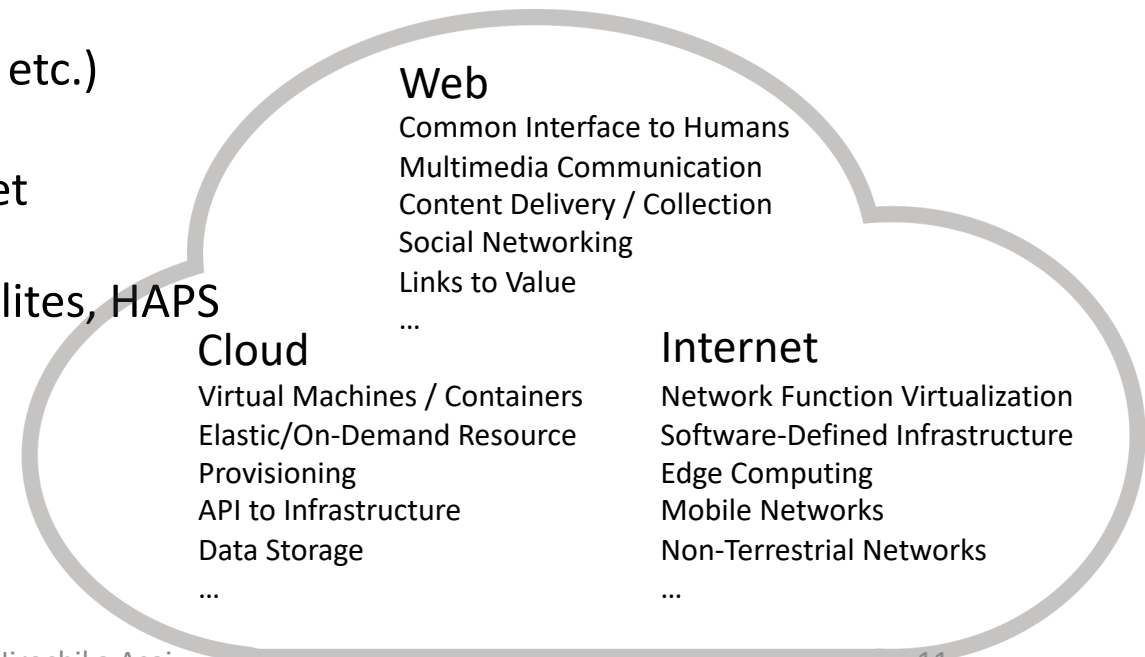 etc.)
et
lites, HAPS
Web
Common Interface to Humans
Multimedia Communication
Content Delivery / Collection
Social Networking
Links to Value
…
Cloud
Virtual Machines / Containers
Elastic/On-Demand Resource
Provisioning
API to Infrastructure
Data Storage
…
Internet
Network Function Virtualization
Software-Defined Infrastructure
Edge Computing
Mobile Networks
Non-Terrestrial Networks
…